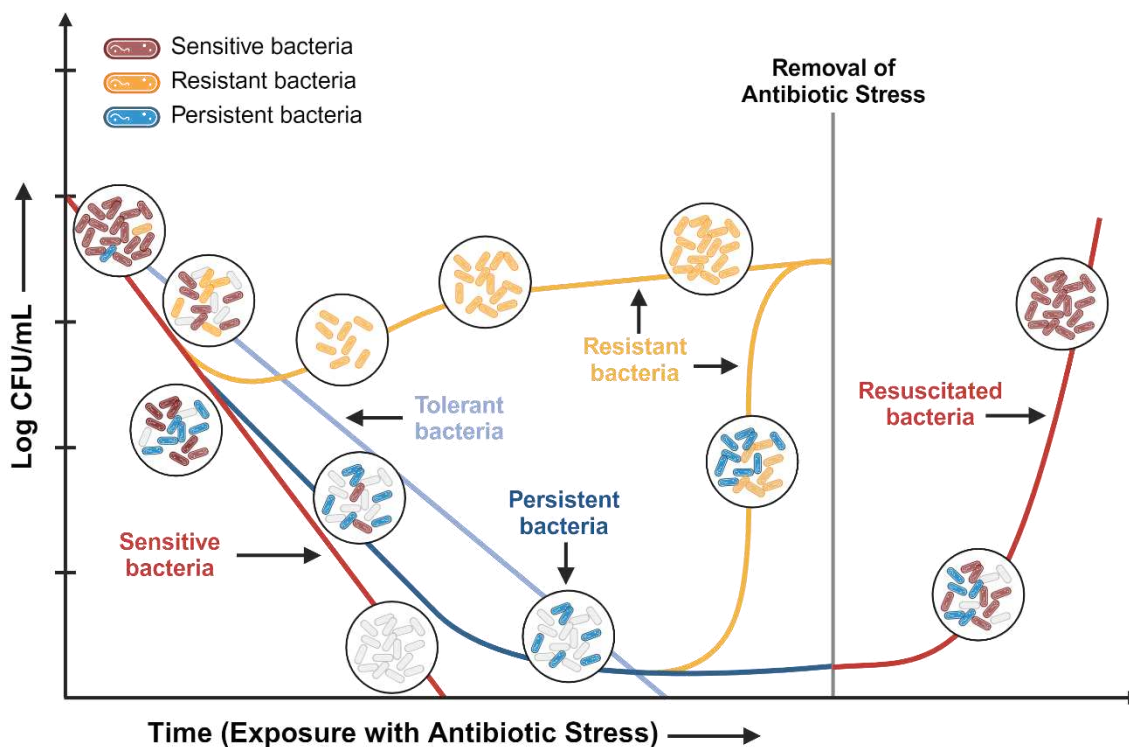 Sensitive bacteria
Resistant bacteria
Persistent bacteria
Removal of
Antibiotic Stress
Log CFU/mL
Resistant
bacteria
Tolerant
bacteria
Resuscitated
bacteria
Persistent
bacteria
Sensitive
bacteria
Time (Exposure with Antibiotic Stress)